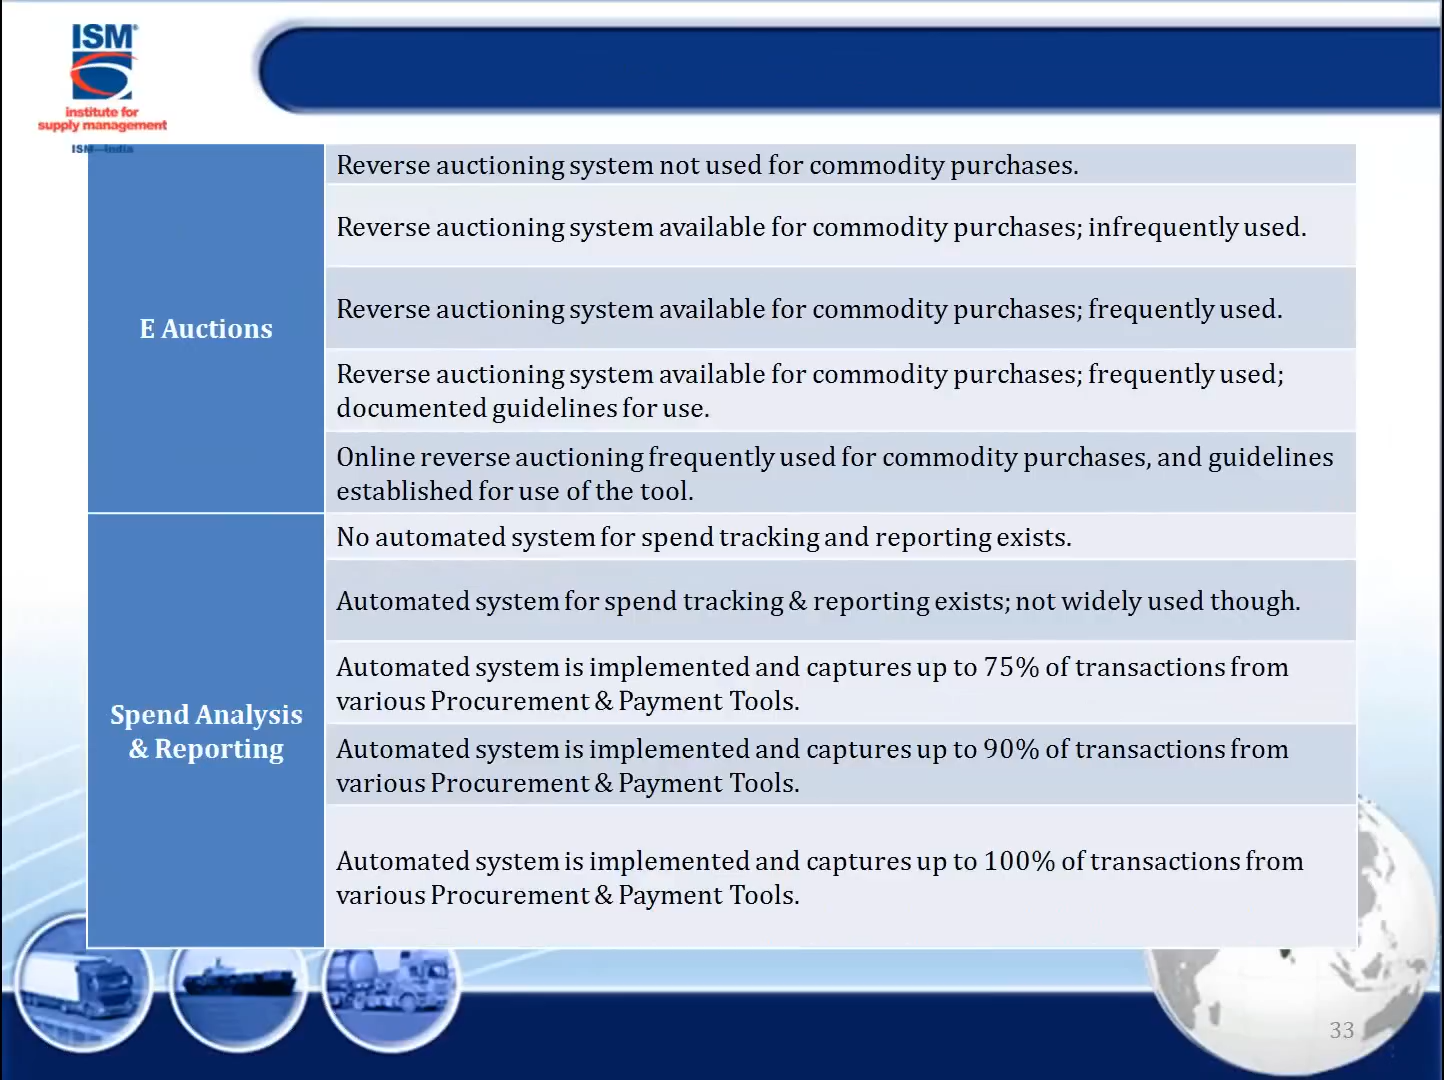 ISM®
institute for
supply management
ISM—India
E Auctions
Reverse auctioning system not used for commodity purchases.
Reverse auctioning system available for commodity purchases; infrequently used.
Reverse auctioning system available for commodity purchases; frequently used.
Reverse auctioning system available for commodity purchases; frequently used;
documented guidelines for use.
Online reverse auctioning frequently used for commodity purchases, and guidelines
established for use of the tool.
Spend Analysis
& Reporting
No automated system for spend tracking and reporting exists.
Automated system for spend tracking & reporting exists; not widely used though.
Automated system is implemented and captures up to 75% of transactions from
various Procurement & Payment Tools.
Automated system is implemented and captures up to 90% of transactions from
various Procurement & Payment Tools.
Automated system is implemented and captures up to 100% of transactions from
various Procurement & Payment Tools.
33